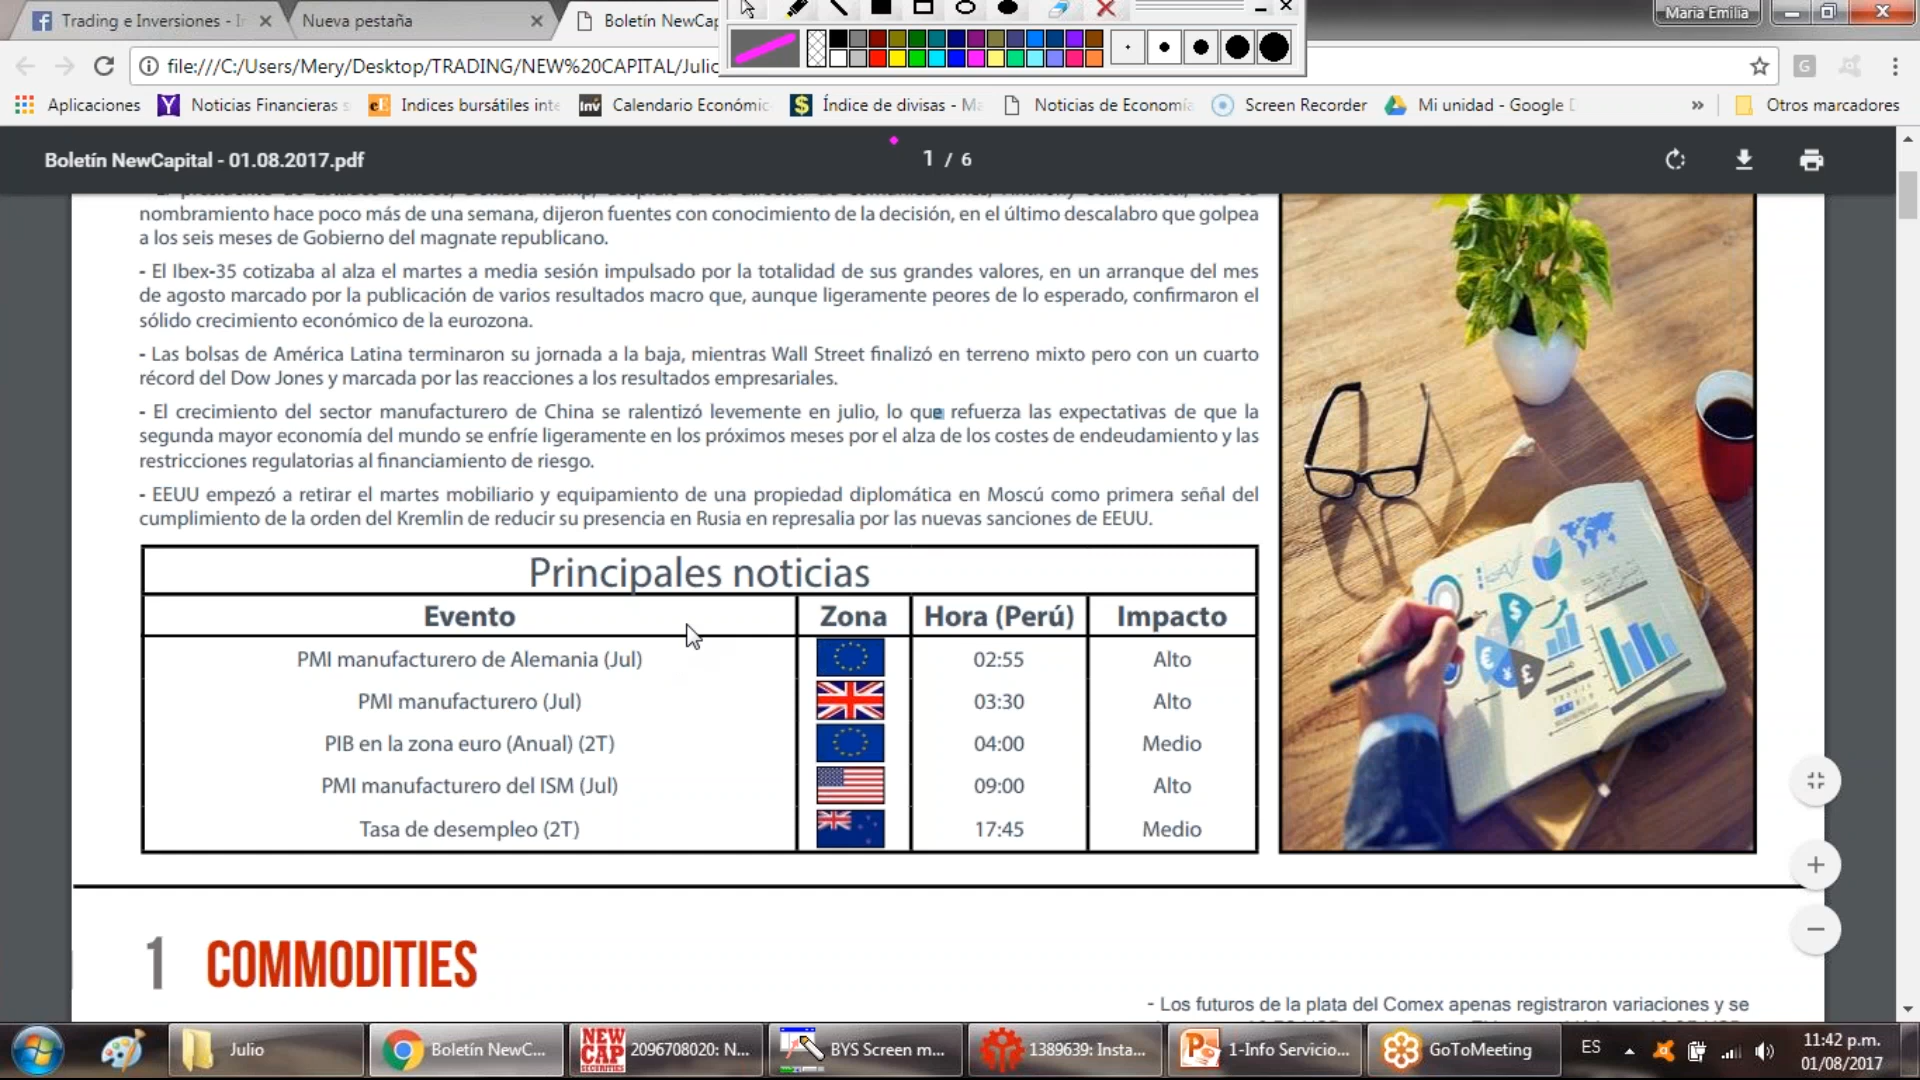 Trading e Inversiones - I
Nueva pestaña
Boletín NewCap
Maria Emilia
file:///C:/Users/Mery/Desktop/TRADING/NEW%20CAPITAL/Julio
Aplicaciones
Noticias Financieras s
Indices bursátiles inte
Calendario Económic
Índice de divisas - Ma
Noticias de Economía
Screen Recorder
Mi unidad - Google D
Otros marcadores
Boletín NewCapital - 01.08.2017.pdf
1 / 6
nombramiento hace poco más de una semana, dijeron fuentes con conocimiento de la decisión, en el último descalabro que golpea
a los seis meses de Gobierno del magnate republicano.
- El Ibex-35 cotizaba al alza el martes a media sesión impulsado por la totalidad de sus grandes valores, en un arranque del mes
de agosto marcado por la publicación de varios resultados macro que, aunque ligeramente peores de lo esperado, confirmaron el
sólido crecimiento económico de la eurozona.
- Las bolsas de América Latina terminaron su jornada a la baja, mientras Wall Street finalizó en terreno mixto pero con un cuarto
récord del Dow Jones y marcada por las reacciones a los resultados empresariales.
- El crecimiento del sector manufacturero de China se ralentizó levemente en julio, lo que refuerza las expectativas de que la
segunda mayor economía del mundo se enfríe ligeramente en los próximos meses por el alza de los costes de endeudamiento y las
restricciones regulatorias al financiamiento de riesgo.
- EEUU empezó a retirar el martes mobiliario y equipamiento de una propiedad diplomática en Moscú como primera señal del
cumplimiento de la orden del Kremlin de reducir su presencia en Rusia en represalia por las nuevas sanciones de EEUU.
Principales noticias
Evento Zona Hora (Perú) Impacto
PMI manufacturero de Alemania (Jul) 02:55 Alto
PMI manufacturero (Jul) 03:30 Alto
PIB en la zona euro (Anual) (2T) 04:00 Medio
PMI manufacturero del ISM (Jul) 09:00 Alto
Tasa de desempleo (2T) 17:45 Medio
1 COMMODITIES
- Los futuros de la plata del Comex apenas registraron variaciones y se
Julio
Boletín NewC...
NEW CAP SECURITIES
2096708020: N...
BYS Screen m...
1389639: Insta...
1-Info Servicio...
GoToMeeting
ES
11:42 p.m.
01/08/2017